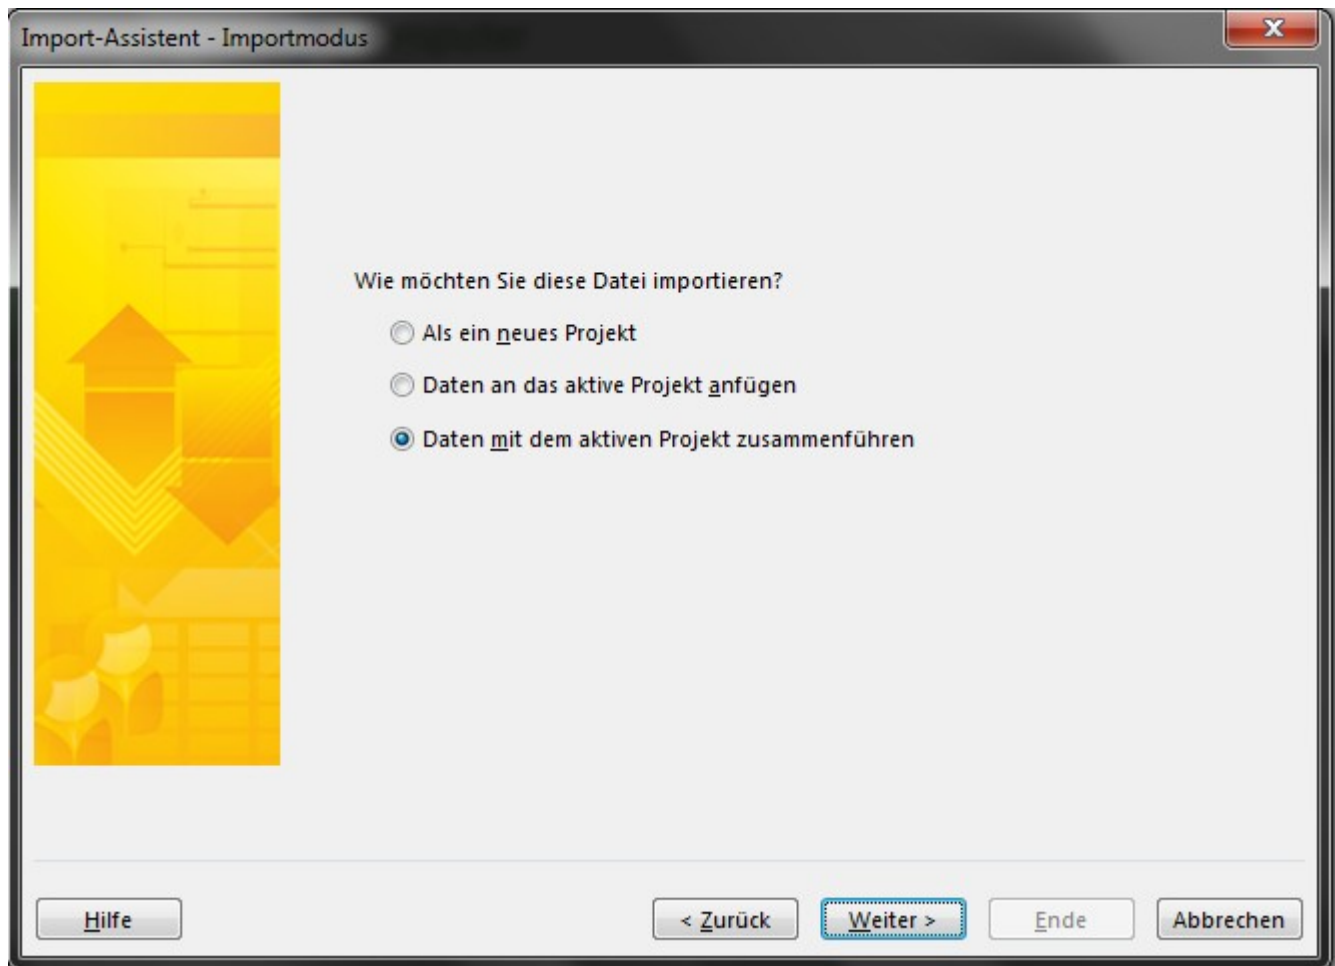 Import-Assistent - Importmodus
Wie möchten Sie diese Datei importieren?
Als ein neues Projekt
Daten an das aktive Projekt anfügen
Daten mit dem aktiven Projekt zusammenführen
Hilfe
< Zurück
Weiter >
Ende
Abbrechen